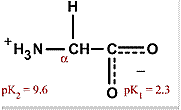 H
+
H₃N C C O
α
O −
pK₂ = 9.6 pK₁ = 2.3